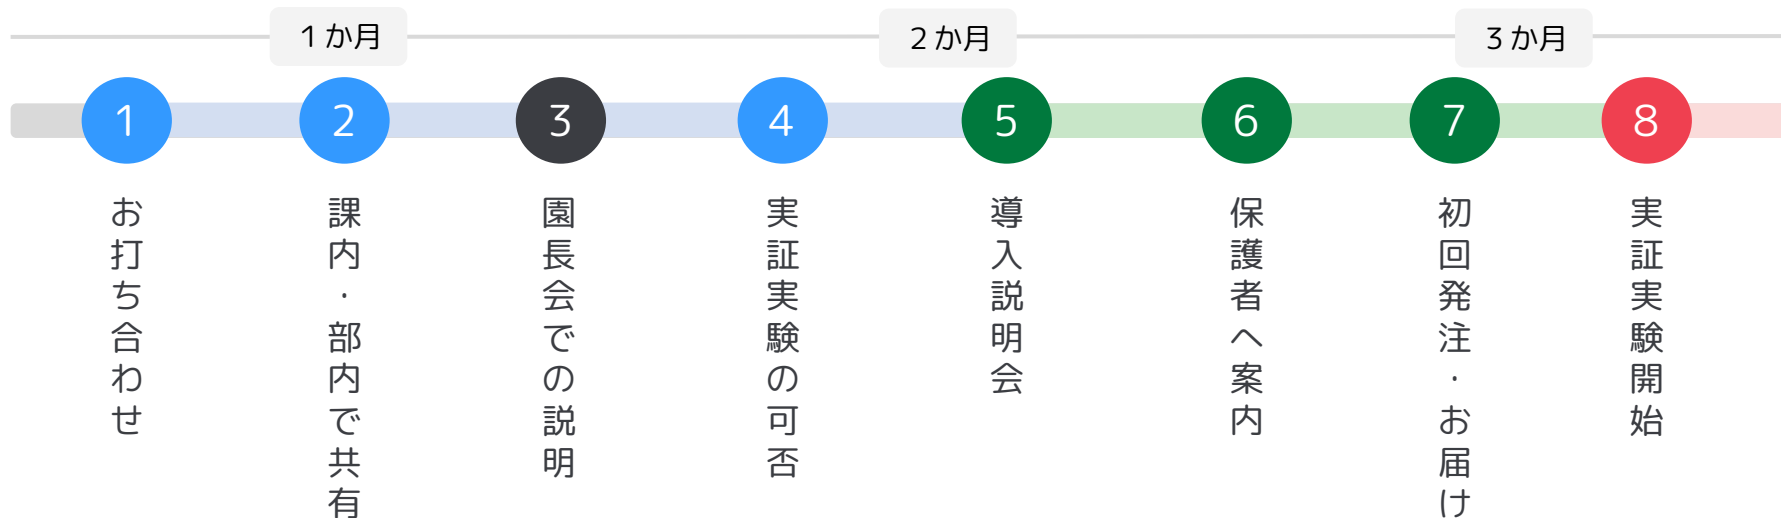 1か月
2か月
3か月
1
2
3
4
5
6
7
8
お打ち合わせ
課内・部内で共有
園長会での説明
実証実験の可否
導入説明会
保護者へ案内
初回発注・お届け
実証実験開始